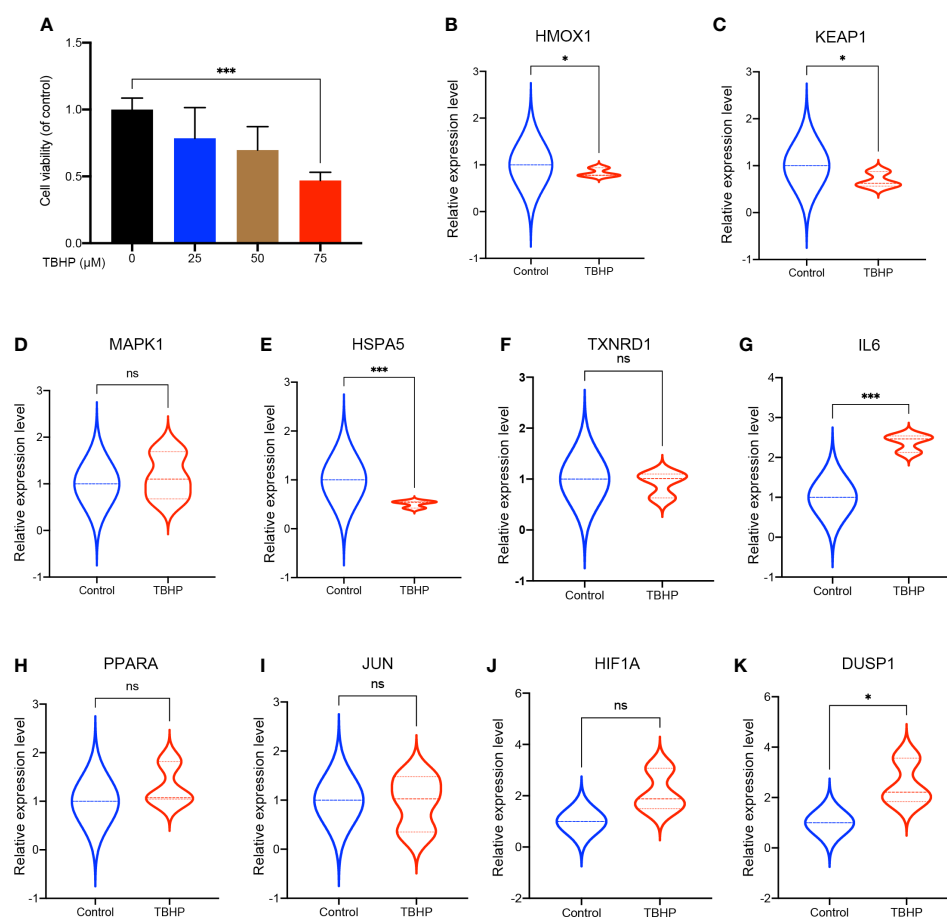 A
Cell viability (of control)
1.5
1.0
0.5
0.0
***
TBHP (μM)
0 25 50 75
B
HMOX1
Relative expression level
3
2
1
0
-1
*
Control TBHP
C
KEAP1
Relative expression level
3
2
1
0
-1
*
Control TBHP
D
MAPK1
Relative expression level
3
2
1
0
-1
ns
Control TBHP
E
HSPA5
Relative expression level
3
2
1
0
-1
***
Control TBHP
F
TXNRD1
Relative expression level
3
2
1
0
-1
ns
Control TBHP
G
IL6
Relative expression level
4
3
2
1
0
-1
***
Control TBHP
H
PPARA
Relative expression level
3
2
1
0
-1
ns
Control TBHP
I
JUN
Relative expression level
3
2
1
0
-1
ns
Control TBHP
J
HIF1A
Relative expression level
6
4
2
0
-2
ns
Control TBHP
K
DUSP1
Relative expression level
6
4
2
0
-2
*
Control TBHP